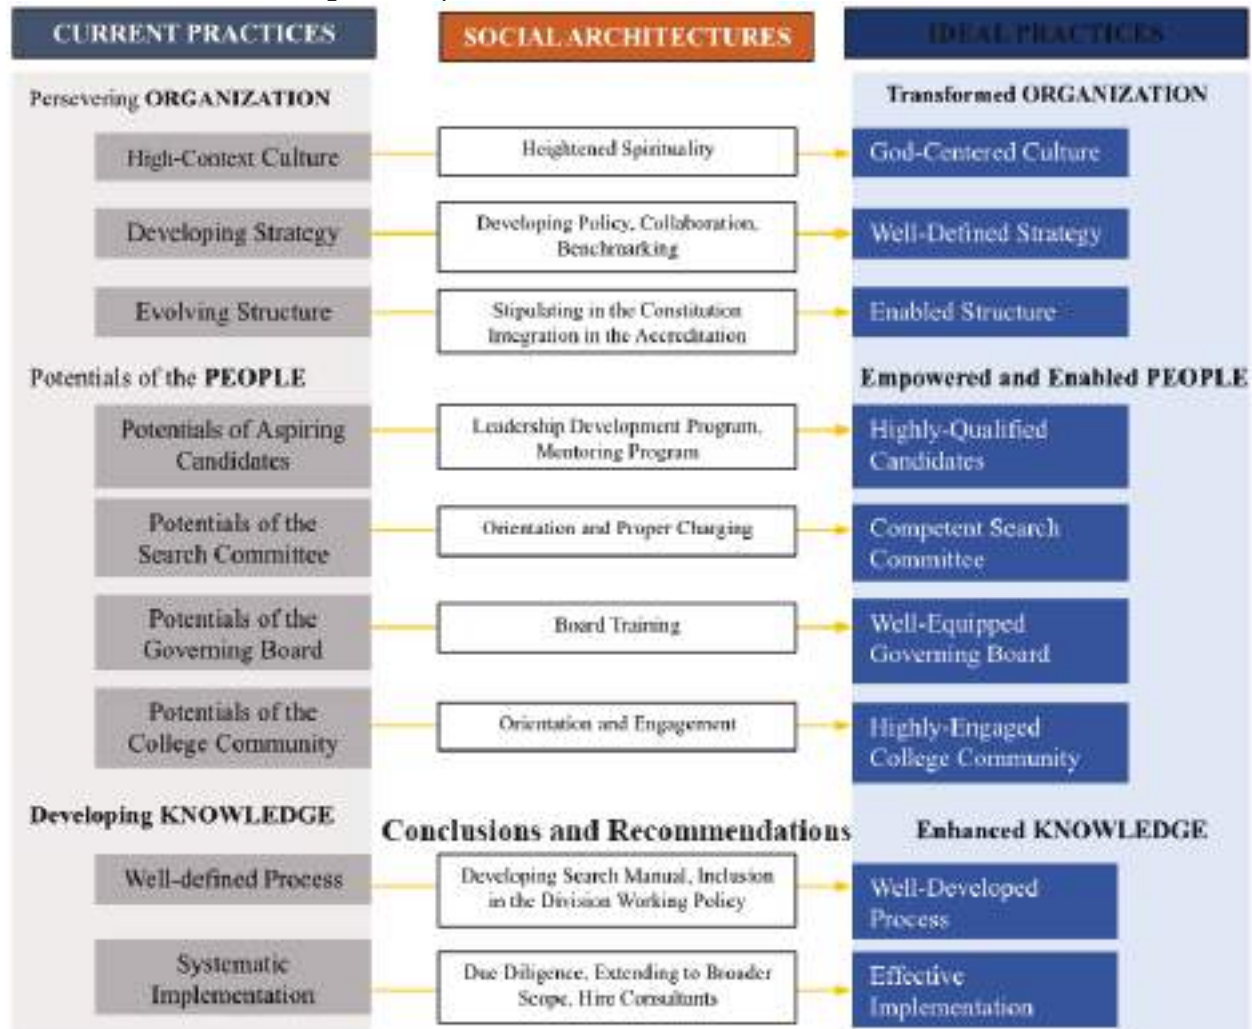 CURRENT PRACTICES
SOCIAL ARCHITECTURES
IDEAL PRACTICES
Persevering ORGANIZATION
Transformed ORGANIZATION
High-Context Culture
Heightened Spirituality
God-Centered Culture
Developing Strategy
Developing Policy, Collaboration,
Benchmarking
Well-Defined Strategy
Evolving Structure
Stipulating in the Constitution
Integration in the Accreditation
Enabled Structure
Potentials of the PEOPLE
Empowered and Enabled PEOPLE
Potentials of Aspiring
Candidates
Leadership Development Program,
Mentoring Program
Highly-Qualified
Candidates
Potentials of the
Search Committee
Orientation and Proper Charging
Competent Search
Committee
Potentials of the
Governing Board
Board Training
Well-Equipped
Governing Board
Potentials of the
College Community
Orientation and Engagement
Highly-Engaged
College Community
Developing KNOWLEDGE
Conclusions and Recommendations
Enhanced KNOWLEDGE
Well-defined Process
Developing Search Manual, Inclusion
in the Division Working Policy
Well-Developed
Process
Systematic
Implementation
Due Diligence, Extending to Broader
Scope, Hire Consultants
Effective
Implementation